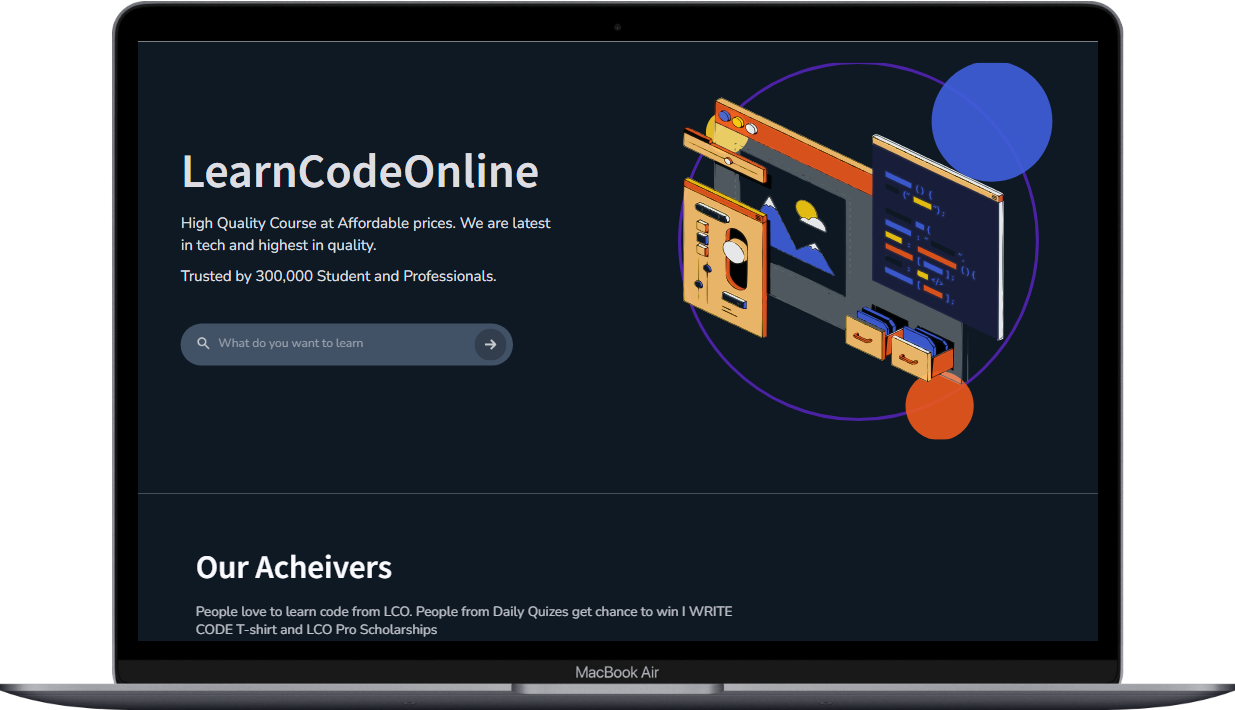 LearnCodeOnline
High Quality Course at Affordable prices. We are latest
in tech and highest in quality.
Trusted by 300,000 Student and Professionals.
What do you want to learn
Our Acheivers
People love to learn code from LCO. People from Daily Quizes get chance to win I WRITE
CODE T-shirt and LCO Pro Scholarships
MacBook Air